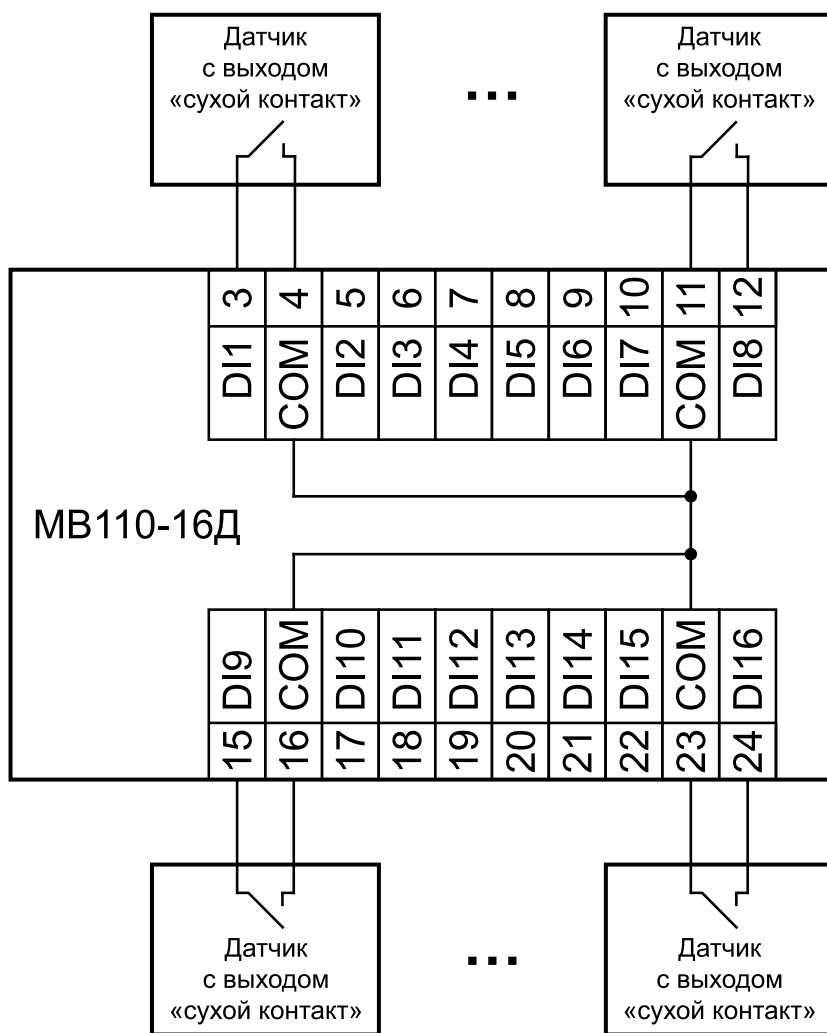 Датчик
с выходом
«сухой контакт»
...
Датчик
с выходом
«сухой контакт»
3 4 5 6 7 8 9 10 11 12
DI1 COM DI2 DI3 DI4 DI5 DI6 DI7 COM DI8
МВ110-16Д
DI9 COM DI10 DI11 DI12 DI13 DI14 DI15 COM DI16
15 16 17 18 19 20 21 22 23 24
Датчик
с выходом
«сухой контакт»
...
Датчик
с выходом
«сухой контакт»